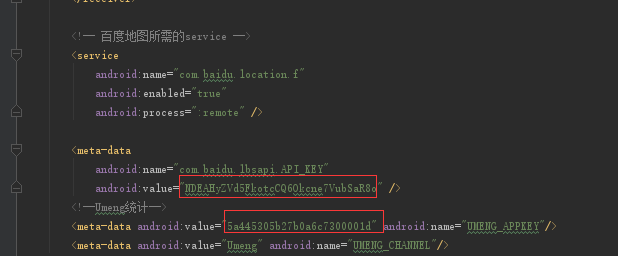 </receiver>
<!-- 百度地图所需的service -->
<service
android:name="com.baidu.location.f"
android:enabled="true"
android:process=":remote" />
<meta-data
android:name="com.baidu.lbsapi.API_KEY"
android:value="NDEAHyZVd5FkotcCQ6Okcne7VubSaR8o" />
<!--Umeng统计-->
<meta-data android:value="5a445305b27b0a6c7300001d" android:name="UMENG_APPKEY"/>
<meta-data android:value="Umeng" android:name="UMENG_CHANNEL"/>